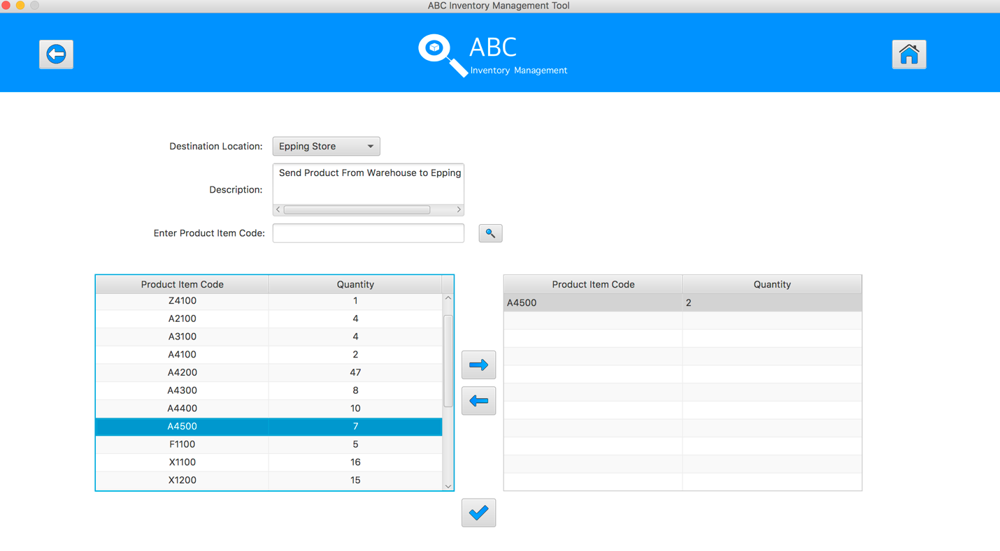 ABC Inventory Management Tool
ABC
Inventory Management
Destination Location: Epping Store
Description: Send Product From Warehouse to Epping
Enter Product Item Code:
Product Item Code Quantity
Z4100 1
A2100 4
A3100 4
A4100 2
A4200 47
A4300 8
A4400 10
A4500 7
F1100 5
X1100 16
X1200 15
Product Item Code Quantity
A4500 2